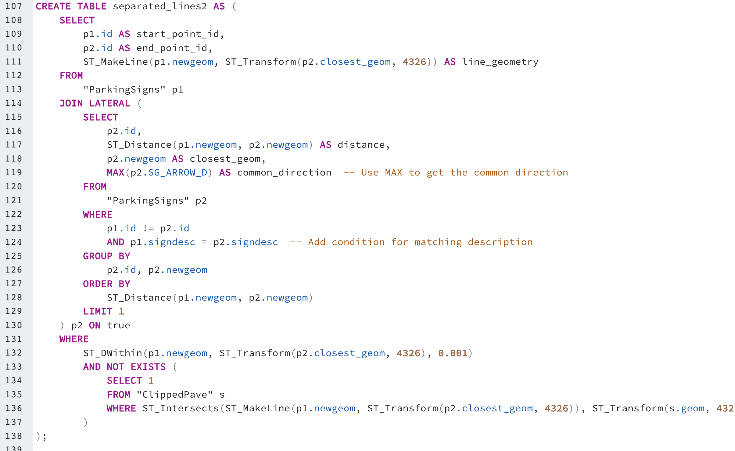 107 CREATE TABLE separated_lines2 AS (
108 SELECT
109 p1.id AS start_point_id,
110 p2.id AS end_point_id,
111 ST_MakeLine(p1.newgeom, ST_Transform(p2.closest_geom, 4326)) AS line_geometry
112 FROM
113 "ParkingSigns" p1
114 JOIN LATERAL (
115 SELECT
116 p2.id,
117 ST_Distance(p1.newgeom, p2.newgeom) AS distance,
118 p2.newgeom AS closest_geom,
119 MAX(p2.SG_ARROW_D) AS common_direction -- Use MAX to get the common direction
120 FROM
121 "ParkingSigns" p2
122 WHERE
123 p1.id != p2.id
124 AND p1.signdesc = p2.signdesc -- Add condition for matching description
125 GROUP BY
126 p2.id, p2.newgeom
127 ORDER BY
128 ST_Distance(p1.newgeom, p2.newgeom)
129 LIMIT 1
130 ) p2 ON true
131 WHERE
132 ST_DWithin(p1.newgeom, ST_Transform(p2.closest_geom, 4326), 0.001)
133 AND NOT EXISTS (
134 SELECT 1
135 FROM "ClippedPave" s
136 WHERE ST_Intersects(ST_MakeLine(p1.newgeom, ST_Transform(p2.closest_geom, 4326)), ST_Transform(s.geom, 432
137 )
138 );
139